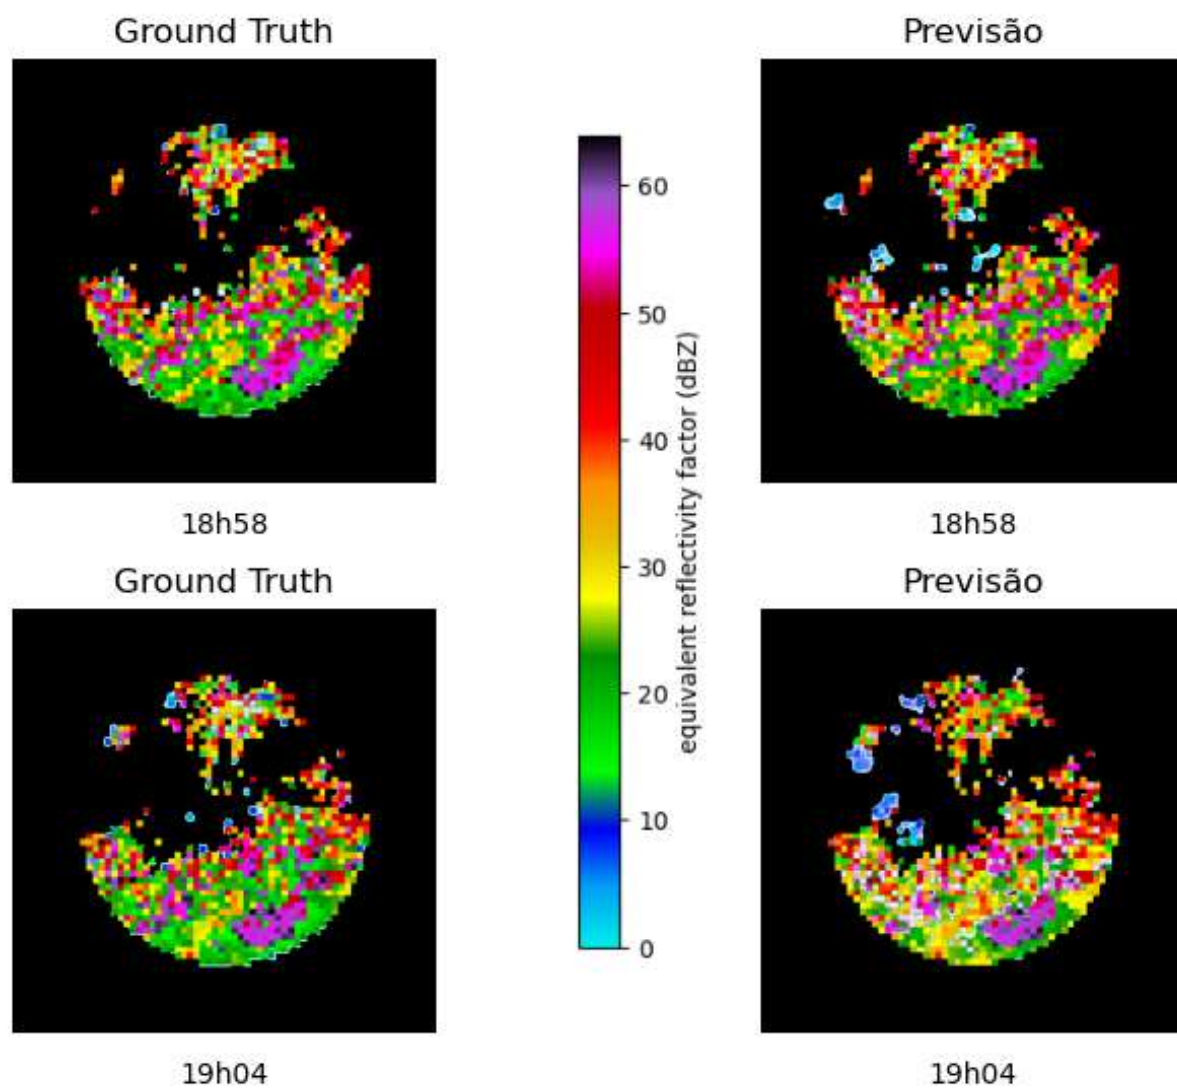 Ground Truth
Previsão
60
50
40
30
20
10
0
equivalent reflectivity factor (dBZ)
18h58
18h58
Ground Truth
Previsão
19h04
19h04